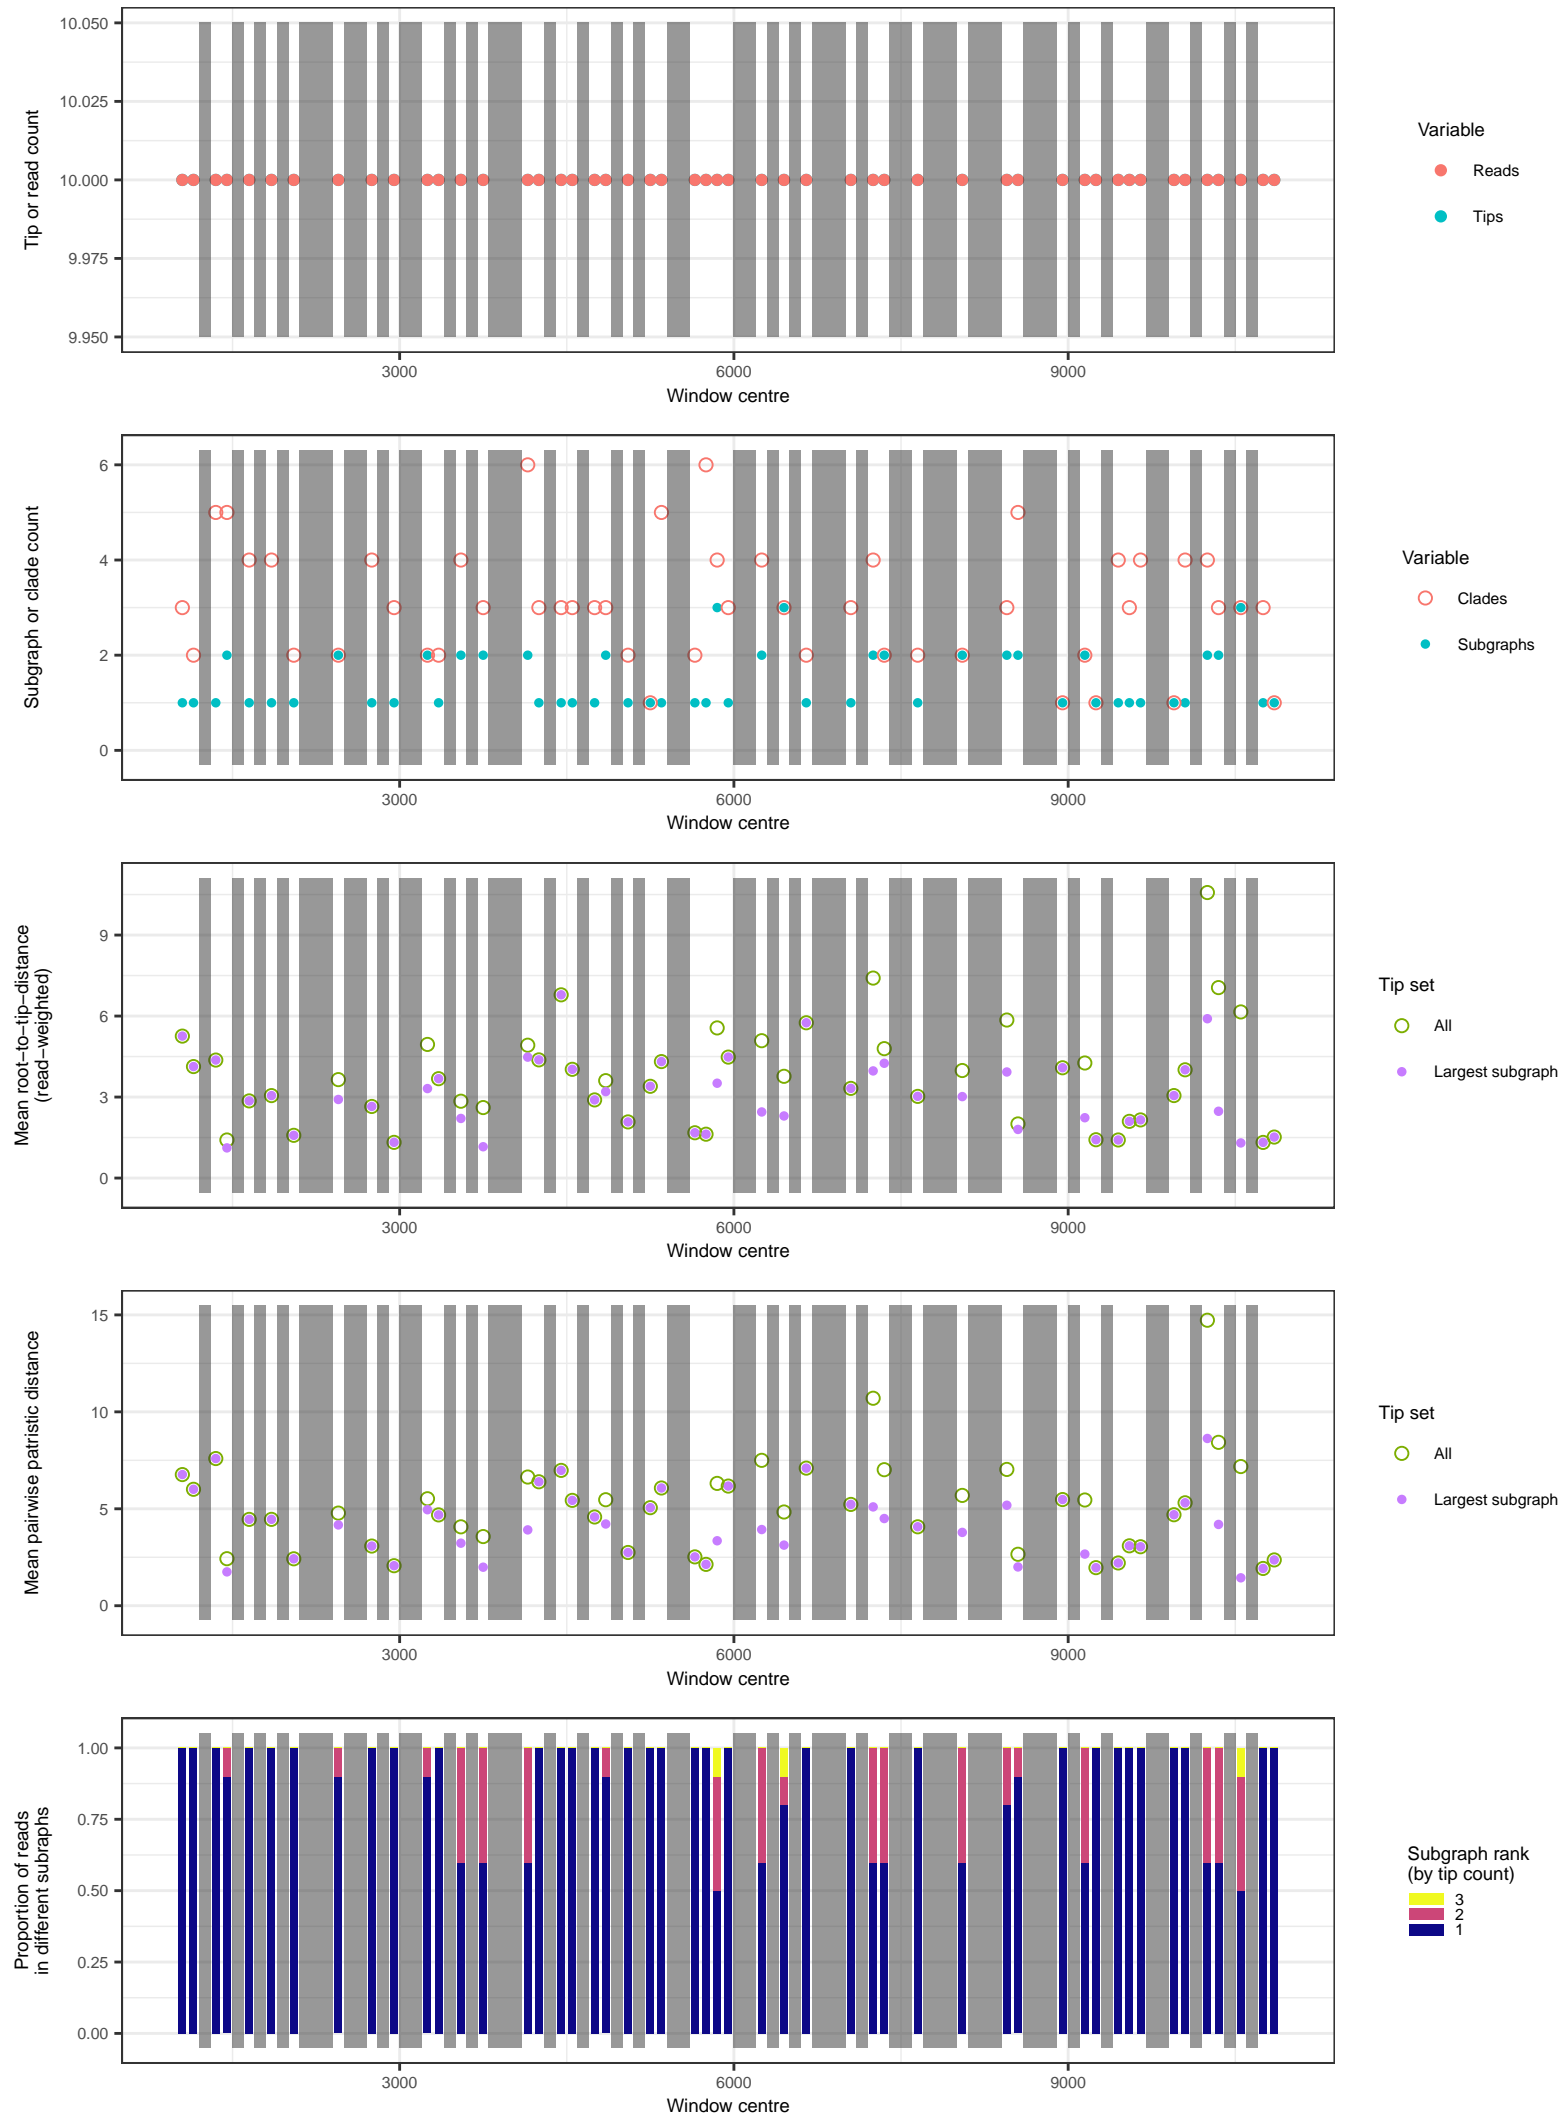 10.050
10.025
10.000
9.975
9.950
Tip or read count
3000
6000
9000
Window centre
Variable
Reads
Tips
6
4
2
0
Subgraph or clade count
3000
6000
9000
Window centre
Variable
Clades
Subgraphs
9
6
3
0
Mean root−to−tip−distance
(read−weighted)
3000
6000
9000
Window centre
Tip set
All
Largest subgraph
15
10
5
0
Mean pairwise patristic distance
3000
6000
9000
Window centre
Tip set
All
Largest subgraph
1.00
0.75
0.50
0.25
0.00
Proportion of reads
in different subraphs
3000
6000
9000
Window centre
Subgraph rank
(by tip count)
3
2
1